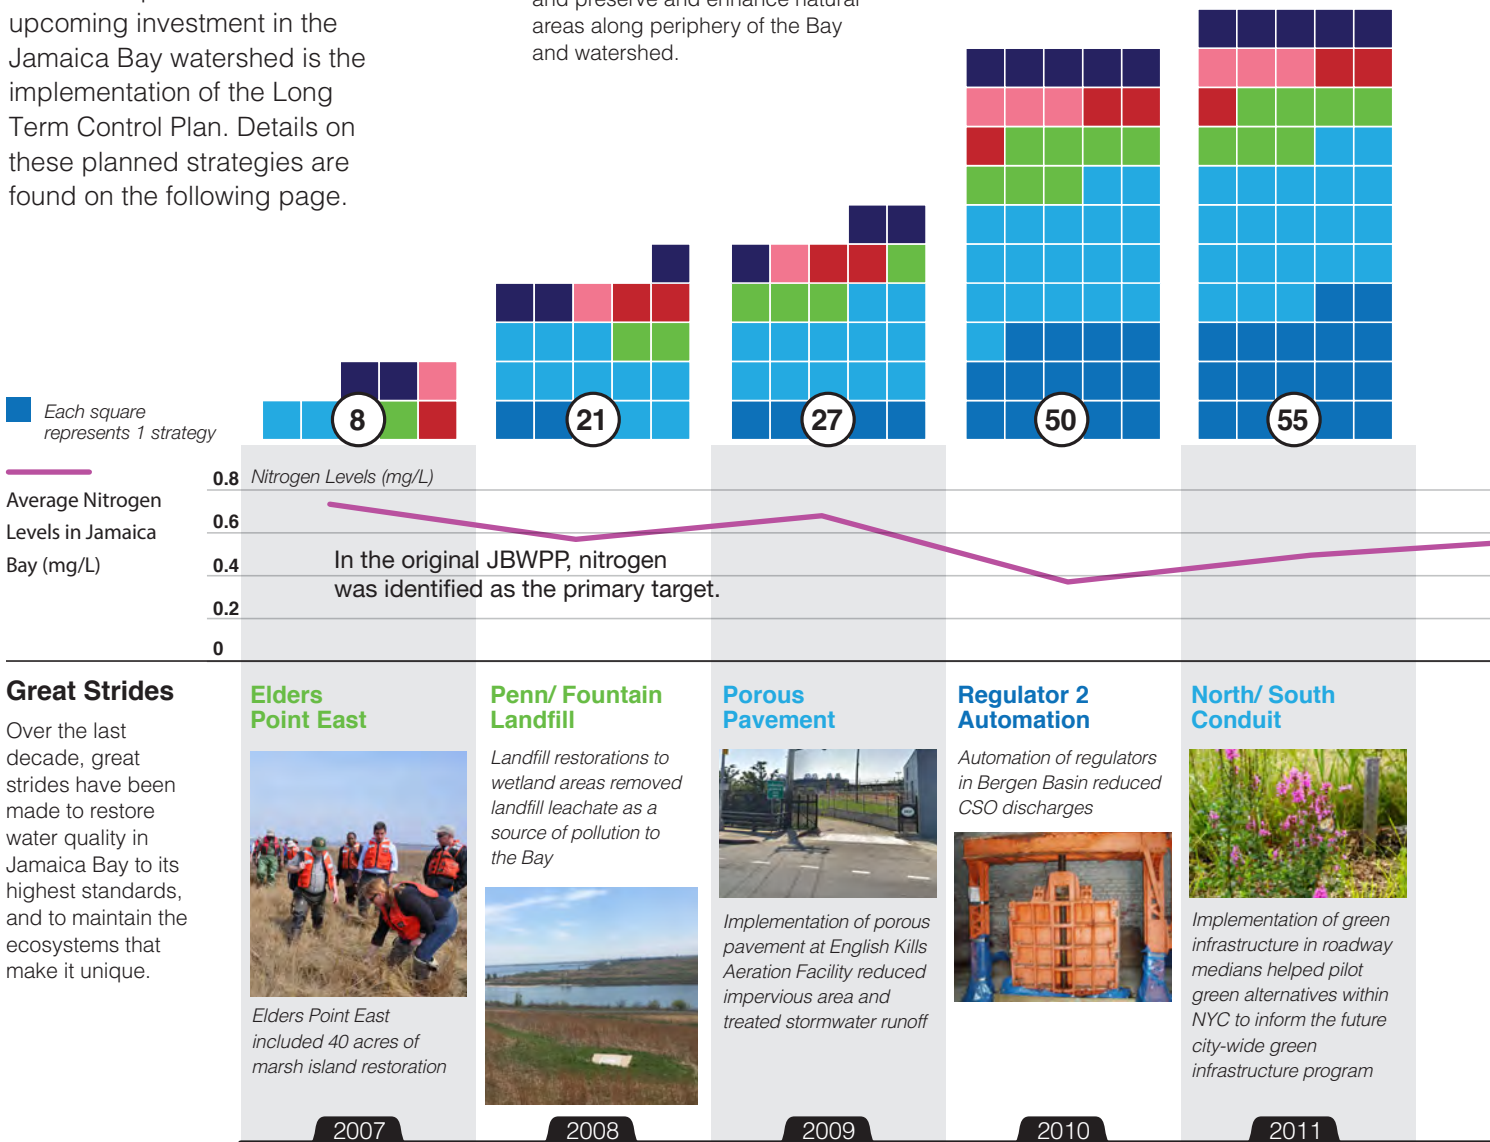 upcoming investment in the
Jamaica Bay watershed is the
implementation of the Long
Term Control Plan. Details on
these planned strategies are
found on the following page.
and preserve and enhance natural
areas along periphery of the Bay
and watershed.
Each square
represents 1 strategy
8
21
27
50
55
Average Nitrogen
Levels in Jamaica
Bay (mg/L)
Nitrogen Levels (mg/L)
0.8
0.6
0.4
0.2
0
In the original JBWPP, nitrogen
was identified as the primary target.
Great Strides
Over the last
decade, great
strides have been
made to restore
water quality in
Jamaica Bay to its
highest standards,
and to maintain the
ecosystems that
make it unique.
Elders
Point East
Elders Point East
included 40 acres of
marsh island restoration
2007
Penn/ Fountain
Landfill
Landfill restorations to
wetland areas removed
landfill leachate as a
source of pollution to
the Bay
2008
Porous
Pavement
Implementation of porous
pavement at English Kills
Aeration Facility reduced
impervious area and
treated stormwater runoff
2009
Regulator 2
Automation
Automation of regulators
in Bergen Basin reduced
CSO discharges
2010
North/ South
Conduit
Implementation of green
infrastructure in roadway
medians helped pilot
green alternatives within
NYC to inform the future
city-wide green
infrastructure program
2011